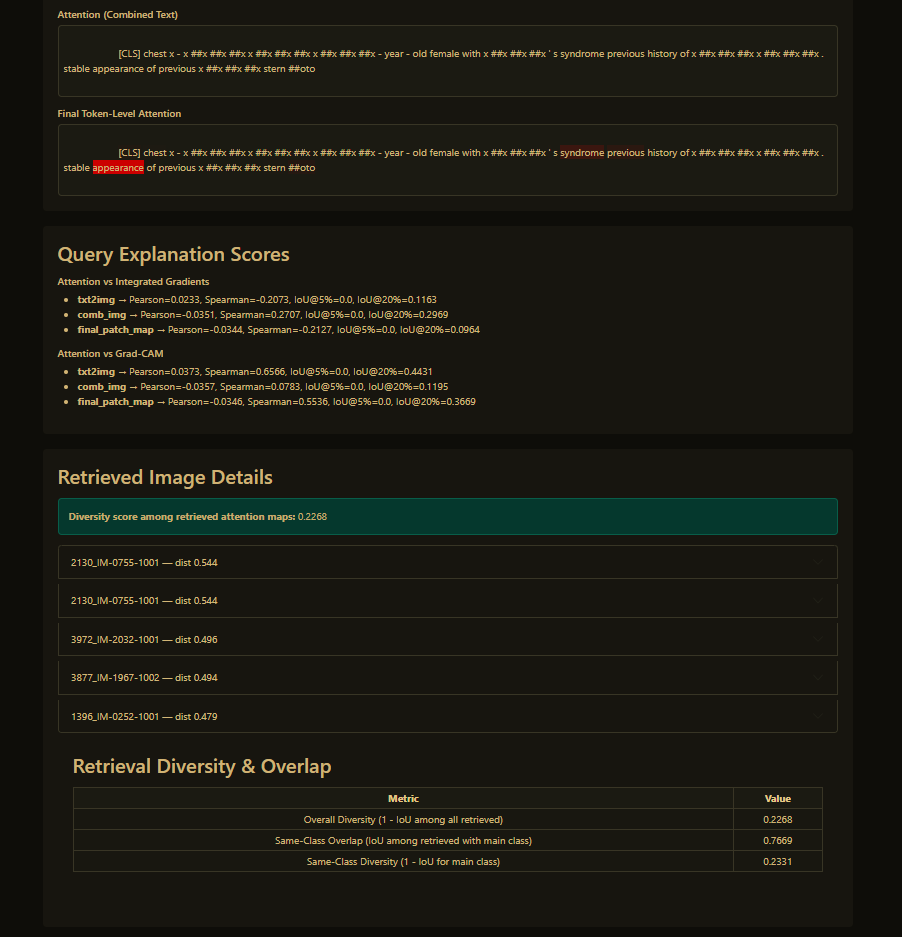 Attention (Combined Text)
[CLS] chest x - x ##x ##x ##x x ##x ##x ##x x ##x ##x ##x - year - old female with x ##x ##x ##x ' s syndrome previous history of x ##x ##x ##x x ##x ##x ##x .
stable appearance of previous x ##x ##x ##x stern ##oto
Final Token-Level Attention
[CLS] chest x - x ##x ##x ##x x ##x ##x ##x x ##x ##x ##x - year - old female with x ##x ##x ##x ' s syndrome previous history of x ##x ##x ##x x ##x ##x ##x .
stable appearance of previous x ##x ##x ##x stern ##oto
Query Explanation Scores
Attention vs Integrated Gradients
• txt2img → Pearson=0.0233, Spearman=-0.2073, IoU@5%=0.0, IoU@20%=0.1163
• comb_img → Pearson=-0.0351, Spearman=0.2707, IoU@5%=0.0, IoU@20%=0.2969
• final_patch_map → Pearson=-0.0344, Spearman=-0.2127, IoU@5%=0.0, IoU@20%=0.0964
Attention vs Grad-CAM
• txt2img → Pearson=0.0373, Spearman=0.6566, IoU@5%=0.0, IoU@20%=0.4431
• comb_img → Pearson=-0.0357, Spearman=0.0783, IoU@5%=0.0, IoU@20%=0.1195
• final_patch_map → Pearson=-0.0346, Spearman=0.5536, IoU@5%=0.0, IoU@20%=0.3669
Retrieved Image Details
Diversity score among retrieved attention maps: 0.2268
2130_IM-0755-1001 — dist 0.544
2130_IM-0755-1001 — dist 0.544
3972_IM-2032-1001 — dist 0.496
3877_IM-1967-1002 — dist 0.494
1396_IM-0252-1001 — dist 0.479
Retrieval Diversity & Overlap
Metric Value
Overall Diversity (1 - IoU among all retrieved) 0.2268
Same-Class Overlap (IoU among retrieved with main class) 0.7669
Same-Class Diversity (1 - IoU for main class) 0.2331